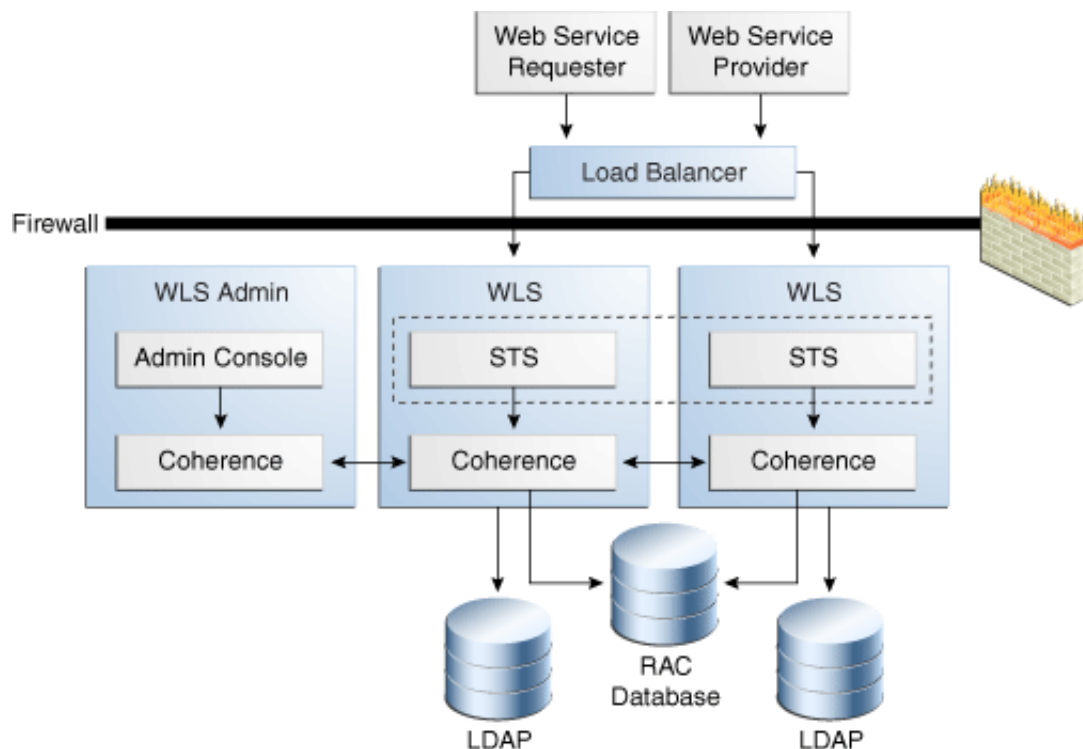 Web Service
Requester
Web Service
Provider
Load Balancer
Firewall
WLS Admin
WLS
WLS
Admin Console
STS
STS
Coherence
Coherence
Coherence
RAC
Database
LDAP
LDAP